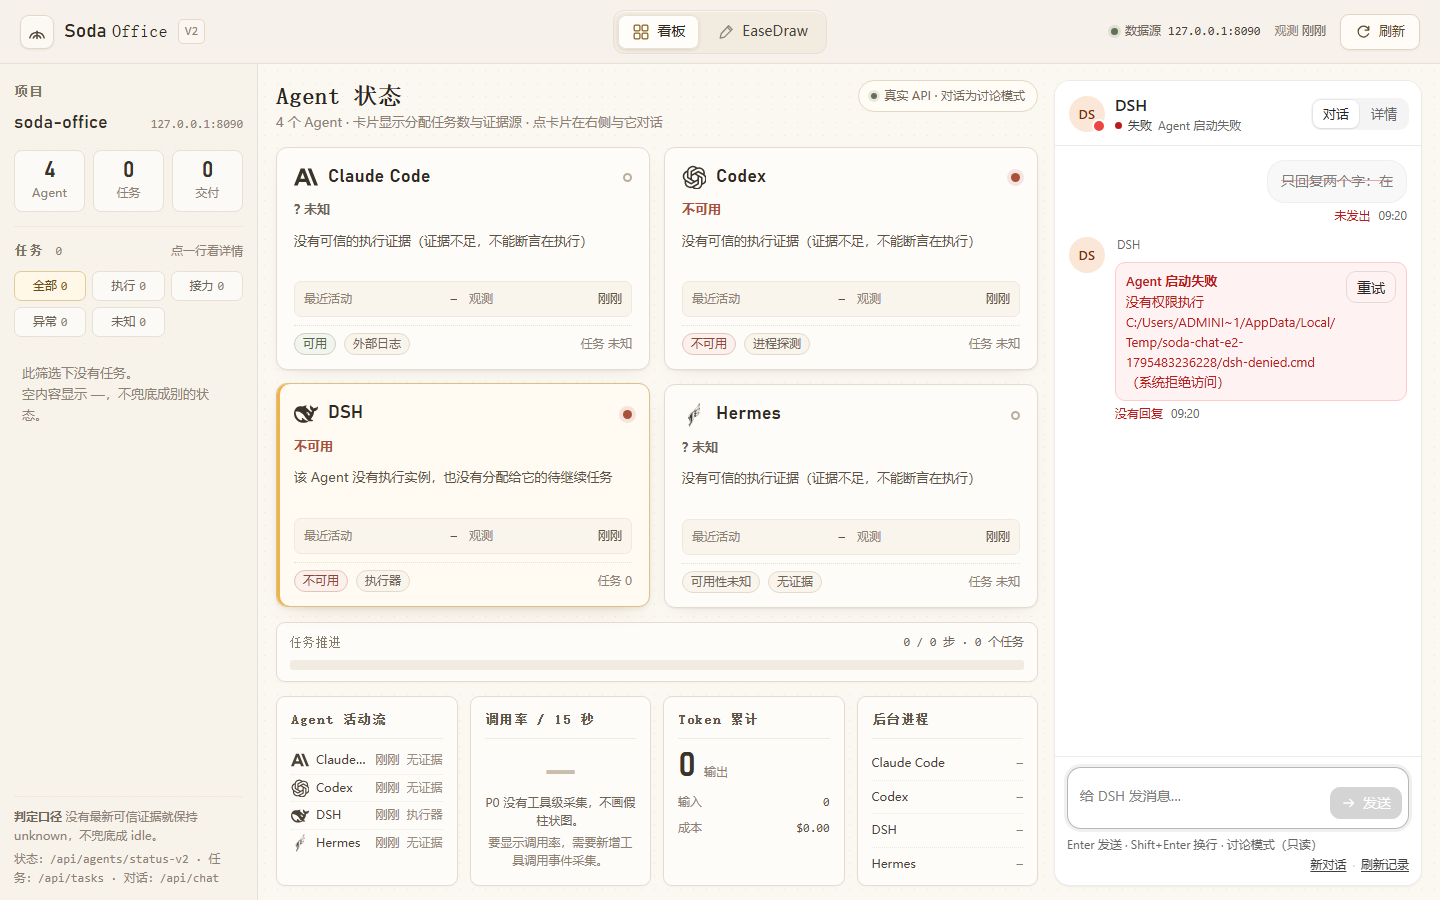 Soda Office V2
看板
EaseDraw
数据源 127.0.0.1:8090 观测 刚刚
刷新
项目
soda-office 127.0.0.1:8090
4 Agent
0 任务
0 交付
任务 0 点一行看详情
全部 0 执行 0 接力 0
异常 0 未知 0
此筛选下没有任务。
空内容显示 —，不兜底成别的状
态。
判定口径 没有最新可信证据就保持
unknown，不兜底成 idle。
状态: /api/agents/status-v2 · 任
务: /api/tasks · 对话: /api/chat
Agent 状态
4 个 Agent · 卡片显示分配任务数与证据源 · 点卡片在右侧与它对话
真实 API · 对话为讨论模式
Claude Code
? 未知
没有可信的执行证据（证据不足，不能断言在执行）
最近活动 – 观测 刚刚
可用 外部日志 任务 未知
Codex
不可用
没有可信的执行证据（证据不足，不能断言在执行）
最近活动 – 观测 刚刚
不可用 进程探测 任务 未知
DSH
不可用
该 Agent 没有执行实例，也没有分配给它的待继续任务
最近活动 – 观测 刚刚
不可用 执行器 任务 0
Hermes
? 未知
没有可信的执行证据（证据不足，不能断言在执行）
最近活动 – 观测 刚刚
可用性未知 无证据 任务 未知
任务推进 0 / 0 步 · 0 个任务
Agent 活动流
Claude... 刚刚 无证据
Codex 刚刚 无证据
DSH 刚刚 执行器
Hermes 刚刚 无证据
调用率 / 15 秒
—
P0 没有工具级采集，不画假
柱状图。
要显示调用率，需要新增工
具调用事件采集。
Token 累计
0 输出
输入 0
成本 $0.00
后台进程
Claude Code –
Codex –
DSH –
Hermes –
DS
DSH
失败 Agent 启动失败
对话 详情
只回复两个字：在
未发出 09:20
DS
DSH
Agent 启动失败
重试
没有权限执行
C:/Users/ADMINI~1/AppData/Local/
Temp/soda-chat-e2-
1795483236228/dsh-denied.cmd
（系统拒绝访问）
没有回复 09:20
给 DSH 发消息...
→ 发送
Enter 发送 · Shift+Enter 换行 · 讨论模式（只读）
新对话 · 刷新记录